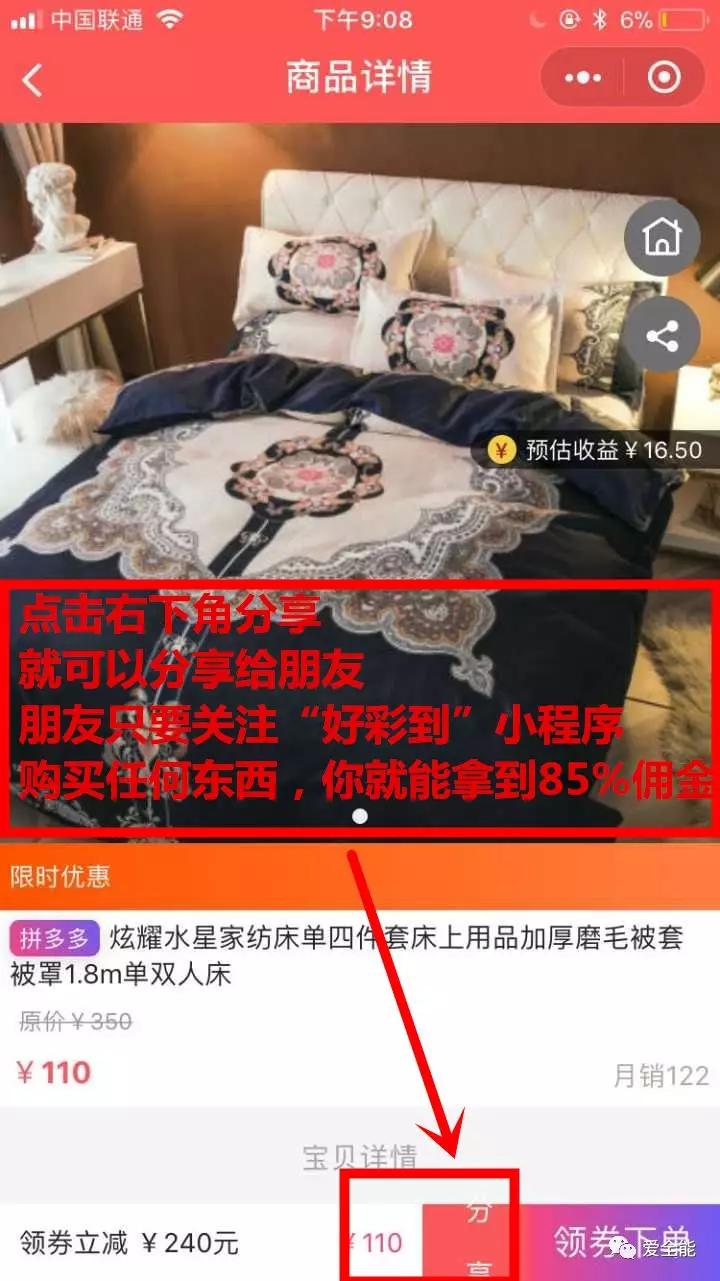 中国联通
下午9:08
6%
商品详情
预估收益￥16.50
点击右下角分享
就可以分享给朋友
朋友只要关注“好彩到”小程序
购买任何东西，你就能拿到85%佣金
限时优惠
拼多多 炫耀水星家纺床单四件套床上用品加厚磨毛被套
被罩1.8m单双人床
原价￥350
￥110
月销122
宝贝详情
领券立减 ￥240元
￥110
分
享
领券下单
爱全能